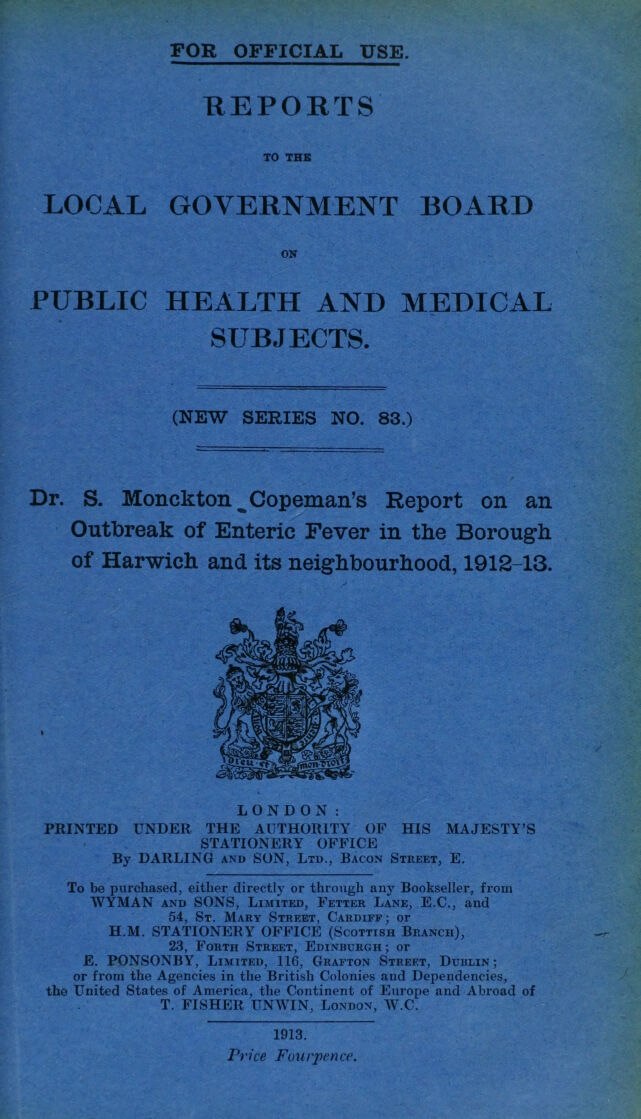 FOR OFFICIAL USE.
REPORTS
TO THE
LOCAL GOVERNMENT BOARD
ON
PUBLIC HEALTH AND MEDICAL
SUBJECTS.
(NEW SERIES NO. 83.)
Dr. S. Monckton Copeman's Report on an
Outbreak of Enteric Fever in the Borough
of Harwich and its neighbourhood, 1912-13.
Dieu et mon Droit
LONDON:
PRINTED UNDER THE AUTHORITY OF HIS MAJESTY'S
STATIONERY OFFICE
By DARLING AND SON, LTD., BACON STREET, E.
To be purchased, either directly or through any Bookseller, from
WYMAN AND SONS, LIMITED, FETTER LANE, E.C., and
54, ST. MARY STREET, CARDIFF; or
H.M. STATIONERY OFFICE (SCOTTISH BRANCH),
23, FORTH STREET, EDINBURGH; or
E. PONSONBY, LIMITED, 116, GRAFTON STREET, DUBLIN;
or from the Agencies in the British Colonies and Dependencies,
the United States of America, the Continent of Europe and Abroad of
T. FISHER UNWIN, LONDON, W.C.
1913.
Price Fourpence.